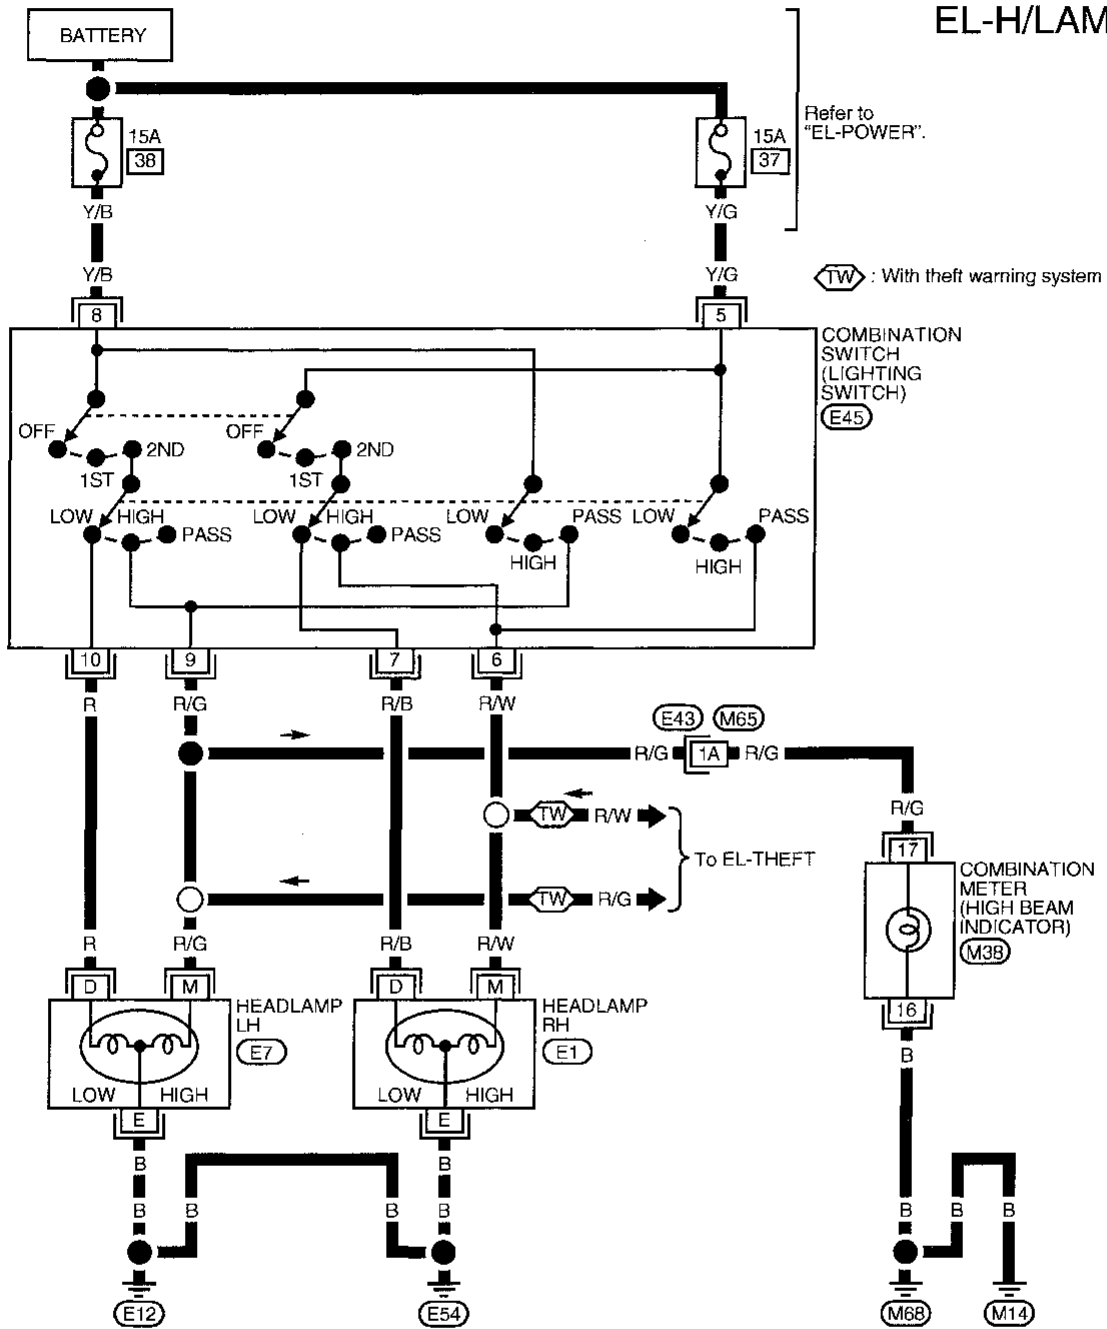 EL-H/LAM
BATTERY
Refer to
"EL-POWER".
15A
38
15A
37
Y/B
Y/G
Y/B
Y/G
TW : With theft warning system
8
5
COMBINATION
SWITCH
(LIGHTING
SWITCH)
E45
OFF
1ST
2ND
OFF
1ST
2ND
LOW HIGH PASS
LOW HIGH PASS
LOW HIGH PASS
LOW HIGH PASS
10
9
7
6
R
R/G
R/B
R/W
E43
M65
R/G
1A
R/G
R/G
TW
R/W
To EL-THEFT
TW
R/G
17
COMBINATION
METER
(HIGH BEAM
INDICATOR)
M38
16
R
R/G
R/B
R/W
D
M
D
M
HEADLAMP
LH
E7
HEADLAMP
RH
E1
LOW HIGH
LOW HIGH
E
E
B
B
B
B
B
B
B
B
B
B
E12
E54
M68
M14